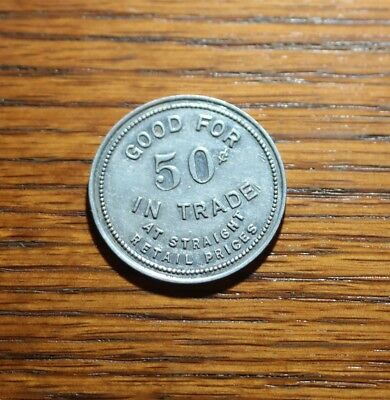 GOOD FOR
50¢
IN TRADE
AT STRAIGHT
RETAIL PRICES